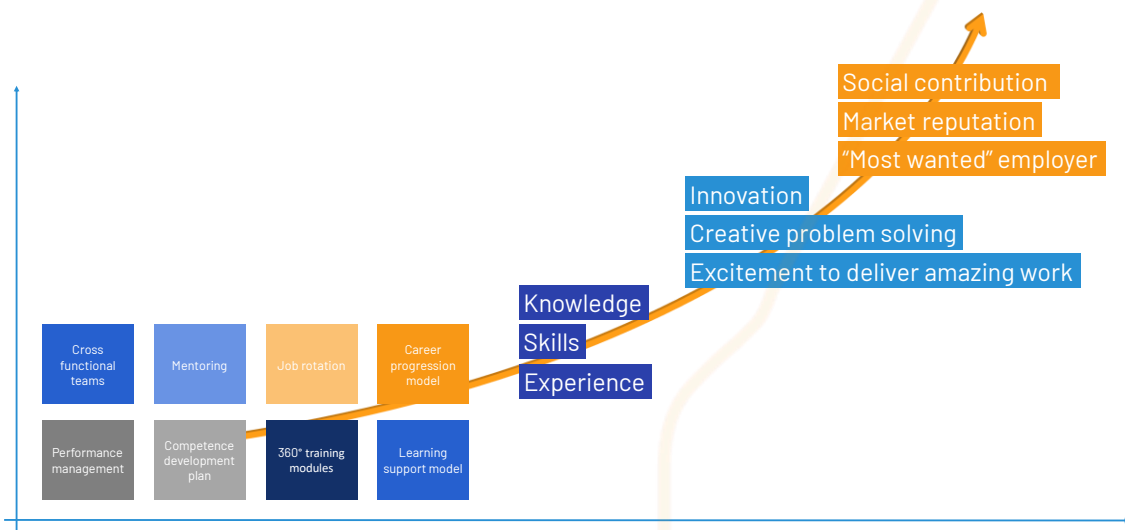 Social contribution
Market reputation
“Most wanted” employer
Innovation
Creative problem solving
Excitement to deliver amazing work
Knowledge
Skills
Experience
Cross
functional
teams
Mentoring
Job rotation
Career
progression
model
Performance
management
Competence
development
plan
360° training
modules
Learning
support model